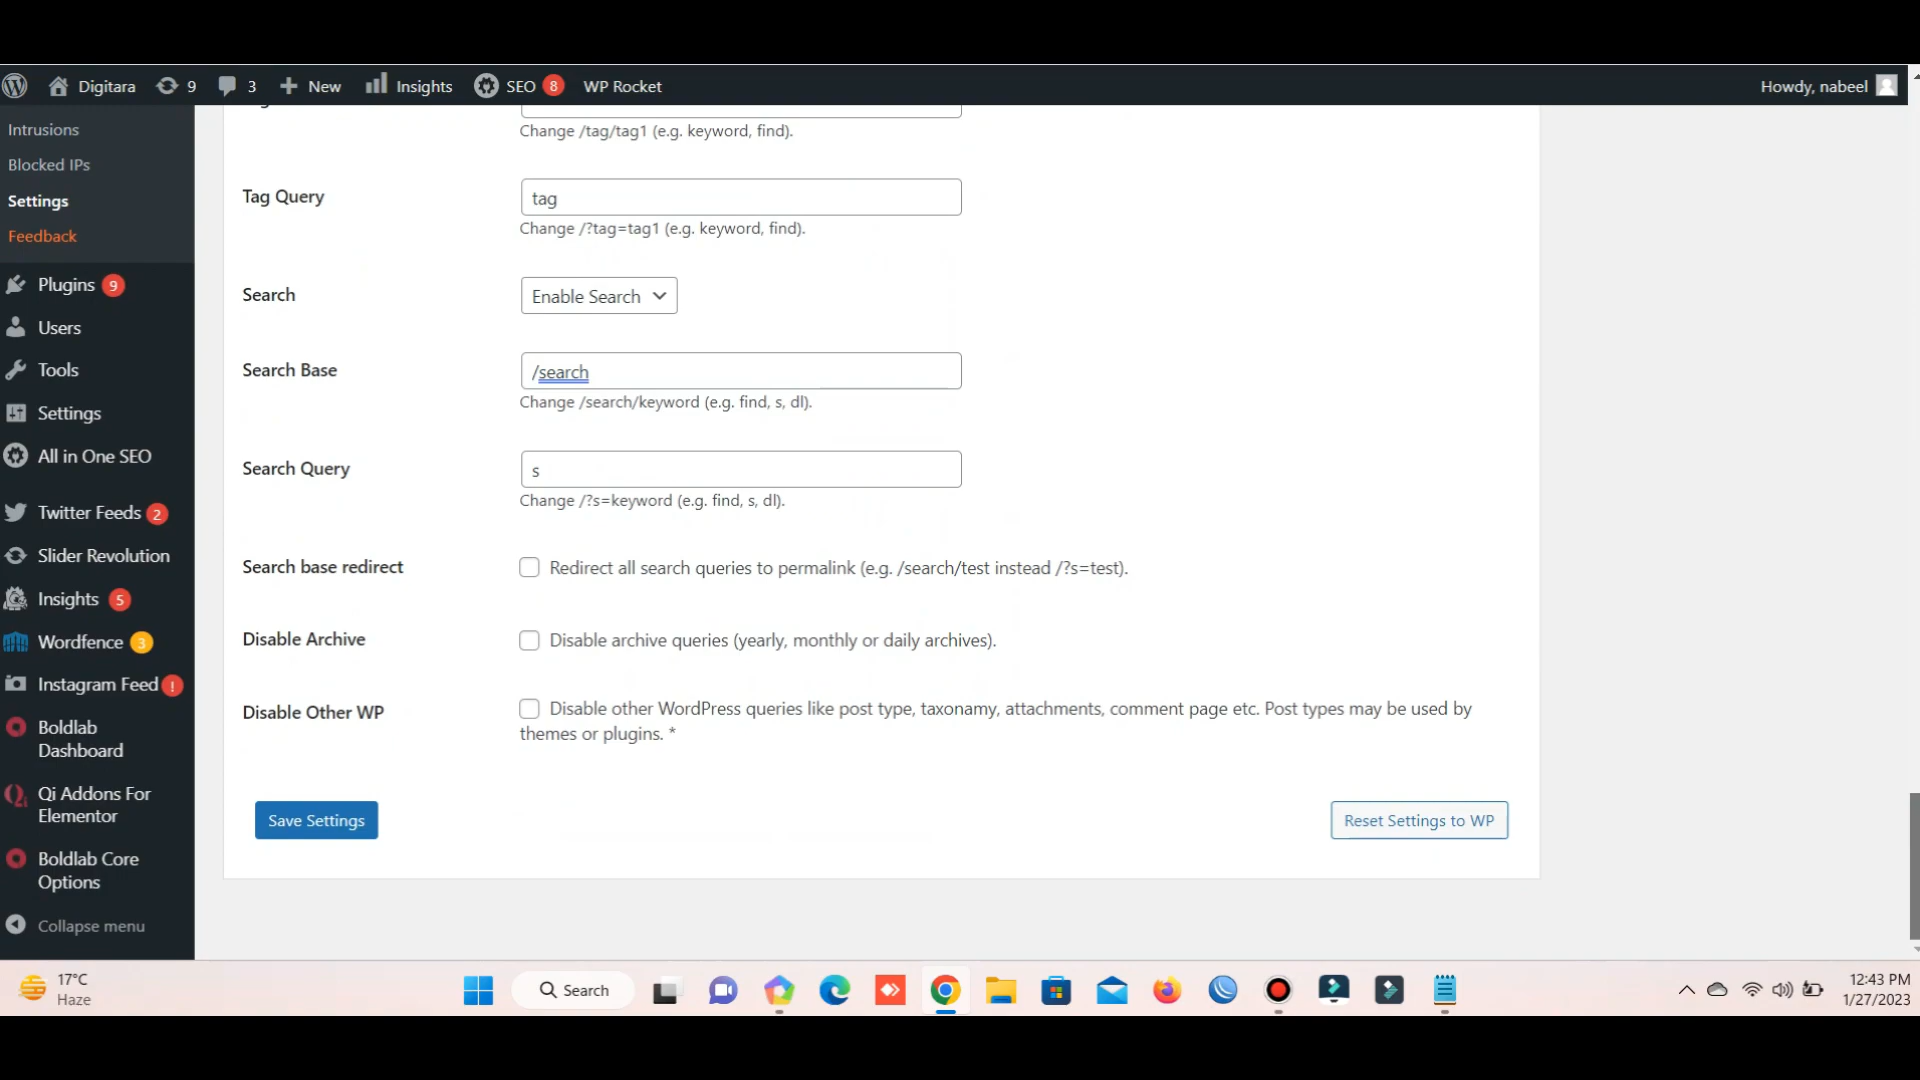 Digitara 9 3 New Insights SEO 8 WP Rocket Howdy, nabeel
Intrusions
Blocked IPs
Settings
Feedback
Plugins 9
Users
Tools
Settings
All in One SEO
Twitter Feeds 2
Slider Revolution
Insights 5
Wordfence 3
Instagram Feed !
Boldlab
Dashboard
Qi Addons For
Elementor
Boldlab Core
Options
Collapse menu
Change /tag/tag1 (e.g. keyword, find).
Tag Query
tag
Change /?tag=tag1 (e.g. keyword, find).
Search
Enable Search
Search Base
/search
Change /search/keyword (e.g. find, s, dl).
Search Query
s
Change /?s=keyword (e.g. find, s, dl).
Search base redirect
Redirect all search queries to permalink (e.g. /search/test instead /?s=test).
Disable Archive
Disable archive queries (yearly, monthly or daily archives).
Disable Other WP
Disable other WordPress queries like post type, taxonamy, attachments, comment page etc. Post types may be used by
themes or plugins. *
Save Settings
Reset Settings to WP
17°C
Haze
Search
12:43 PM
1/27/2023